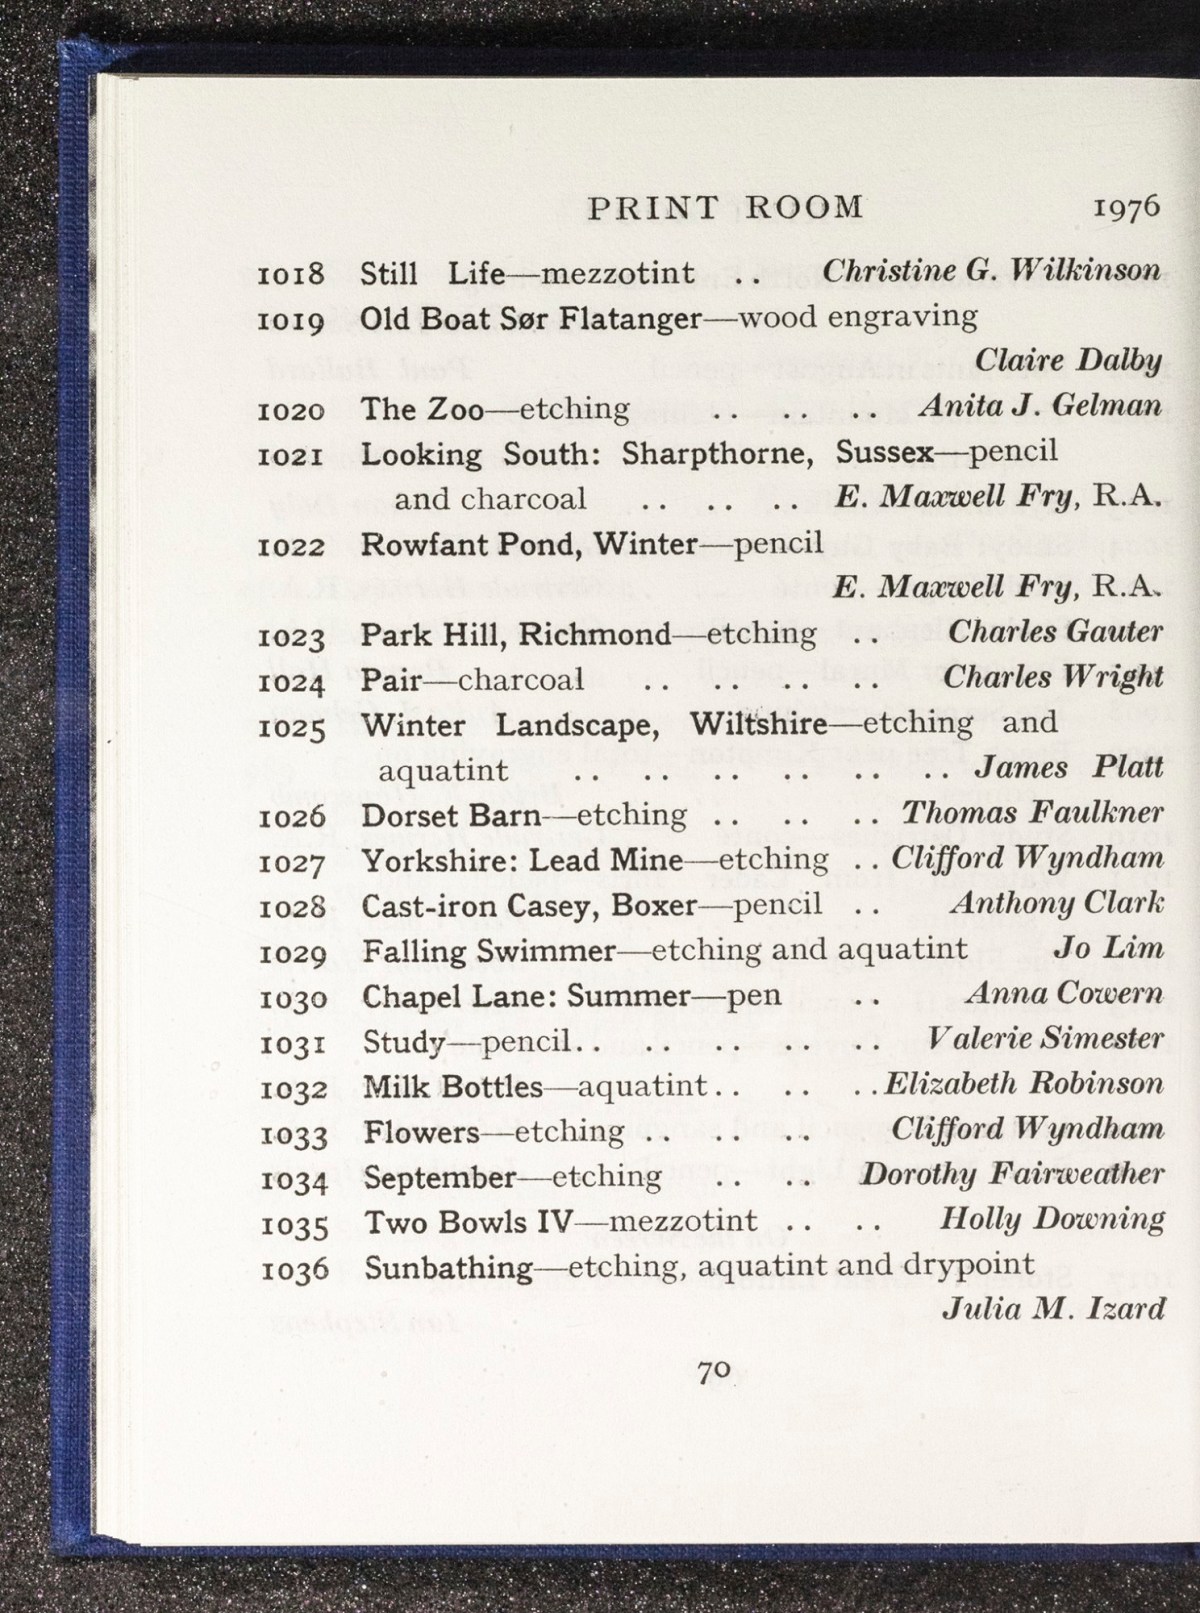 PRINT ROOM 1976
1018 Still Life—mezzotint .. Christine G. Wilkinson
1019 Old Boat Sør Flatanger—wood engraving
Claire Dalby
1020 The Zoo—etching .. .. .. Anita J. Gelman
1021 Looking South: Sharpthorne, Sussex—pencil
and charcoal .. .. .. E. Maxwell Fry, R.A.
1022 Rowfant Pond, Winter—pencil
E. Maxwell Fry, R.A.
1023 Park Hill, Richmond—etching .. Charles Gauter
1024 Pair—charcoal .. .. .. .. Charles Wright
1025 Winter Landscape, Wiltshire—etching and
aquatint .. .. .. .. .. .. James Platt
1026 Dorset Barn—etching .. .. .. Thomas Faulkner
1027 Yorkshire: Lead Mine—etching .. Clifford Wyndham
1028 Cast-iron Casey, Boxer—pencil .. Anthony Clark
1029 Falling Swimmer—etching and aquatint Jo Lim
1030 Chapel Lane: Summer—pen .. Anna Cowern
1031 Study—pencil.. .. .. .. .. Valerie Simester
1032 Milk Bottles—aquatint.. .. .. Elizabeth Robinson
1033 Flowers—etching .. .. .. Clifford Wyndham
1034 September—etching .. .. Dorothy Fairweather
1035 Two Bowls IV—mezzotint .. .. Holly Downing
1036 Sunbathing—etching, aquatint and drypoint
Julia M. Izard
70